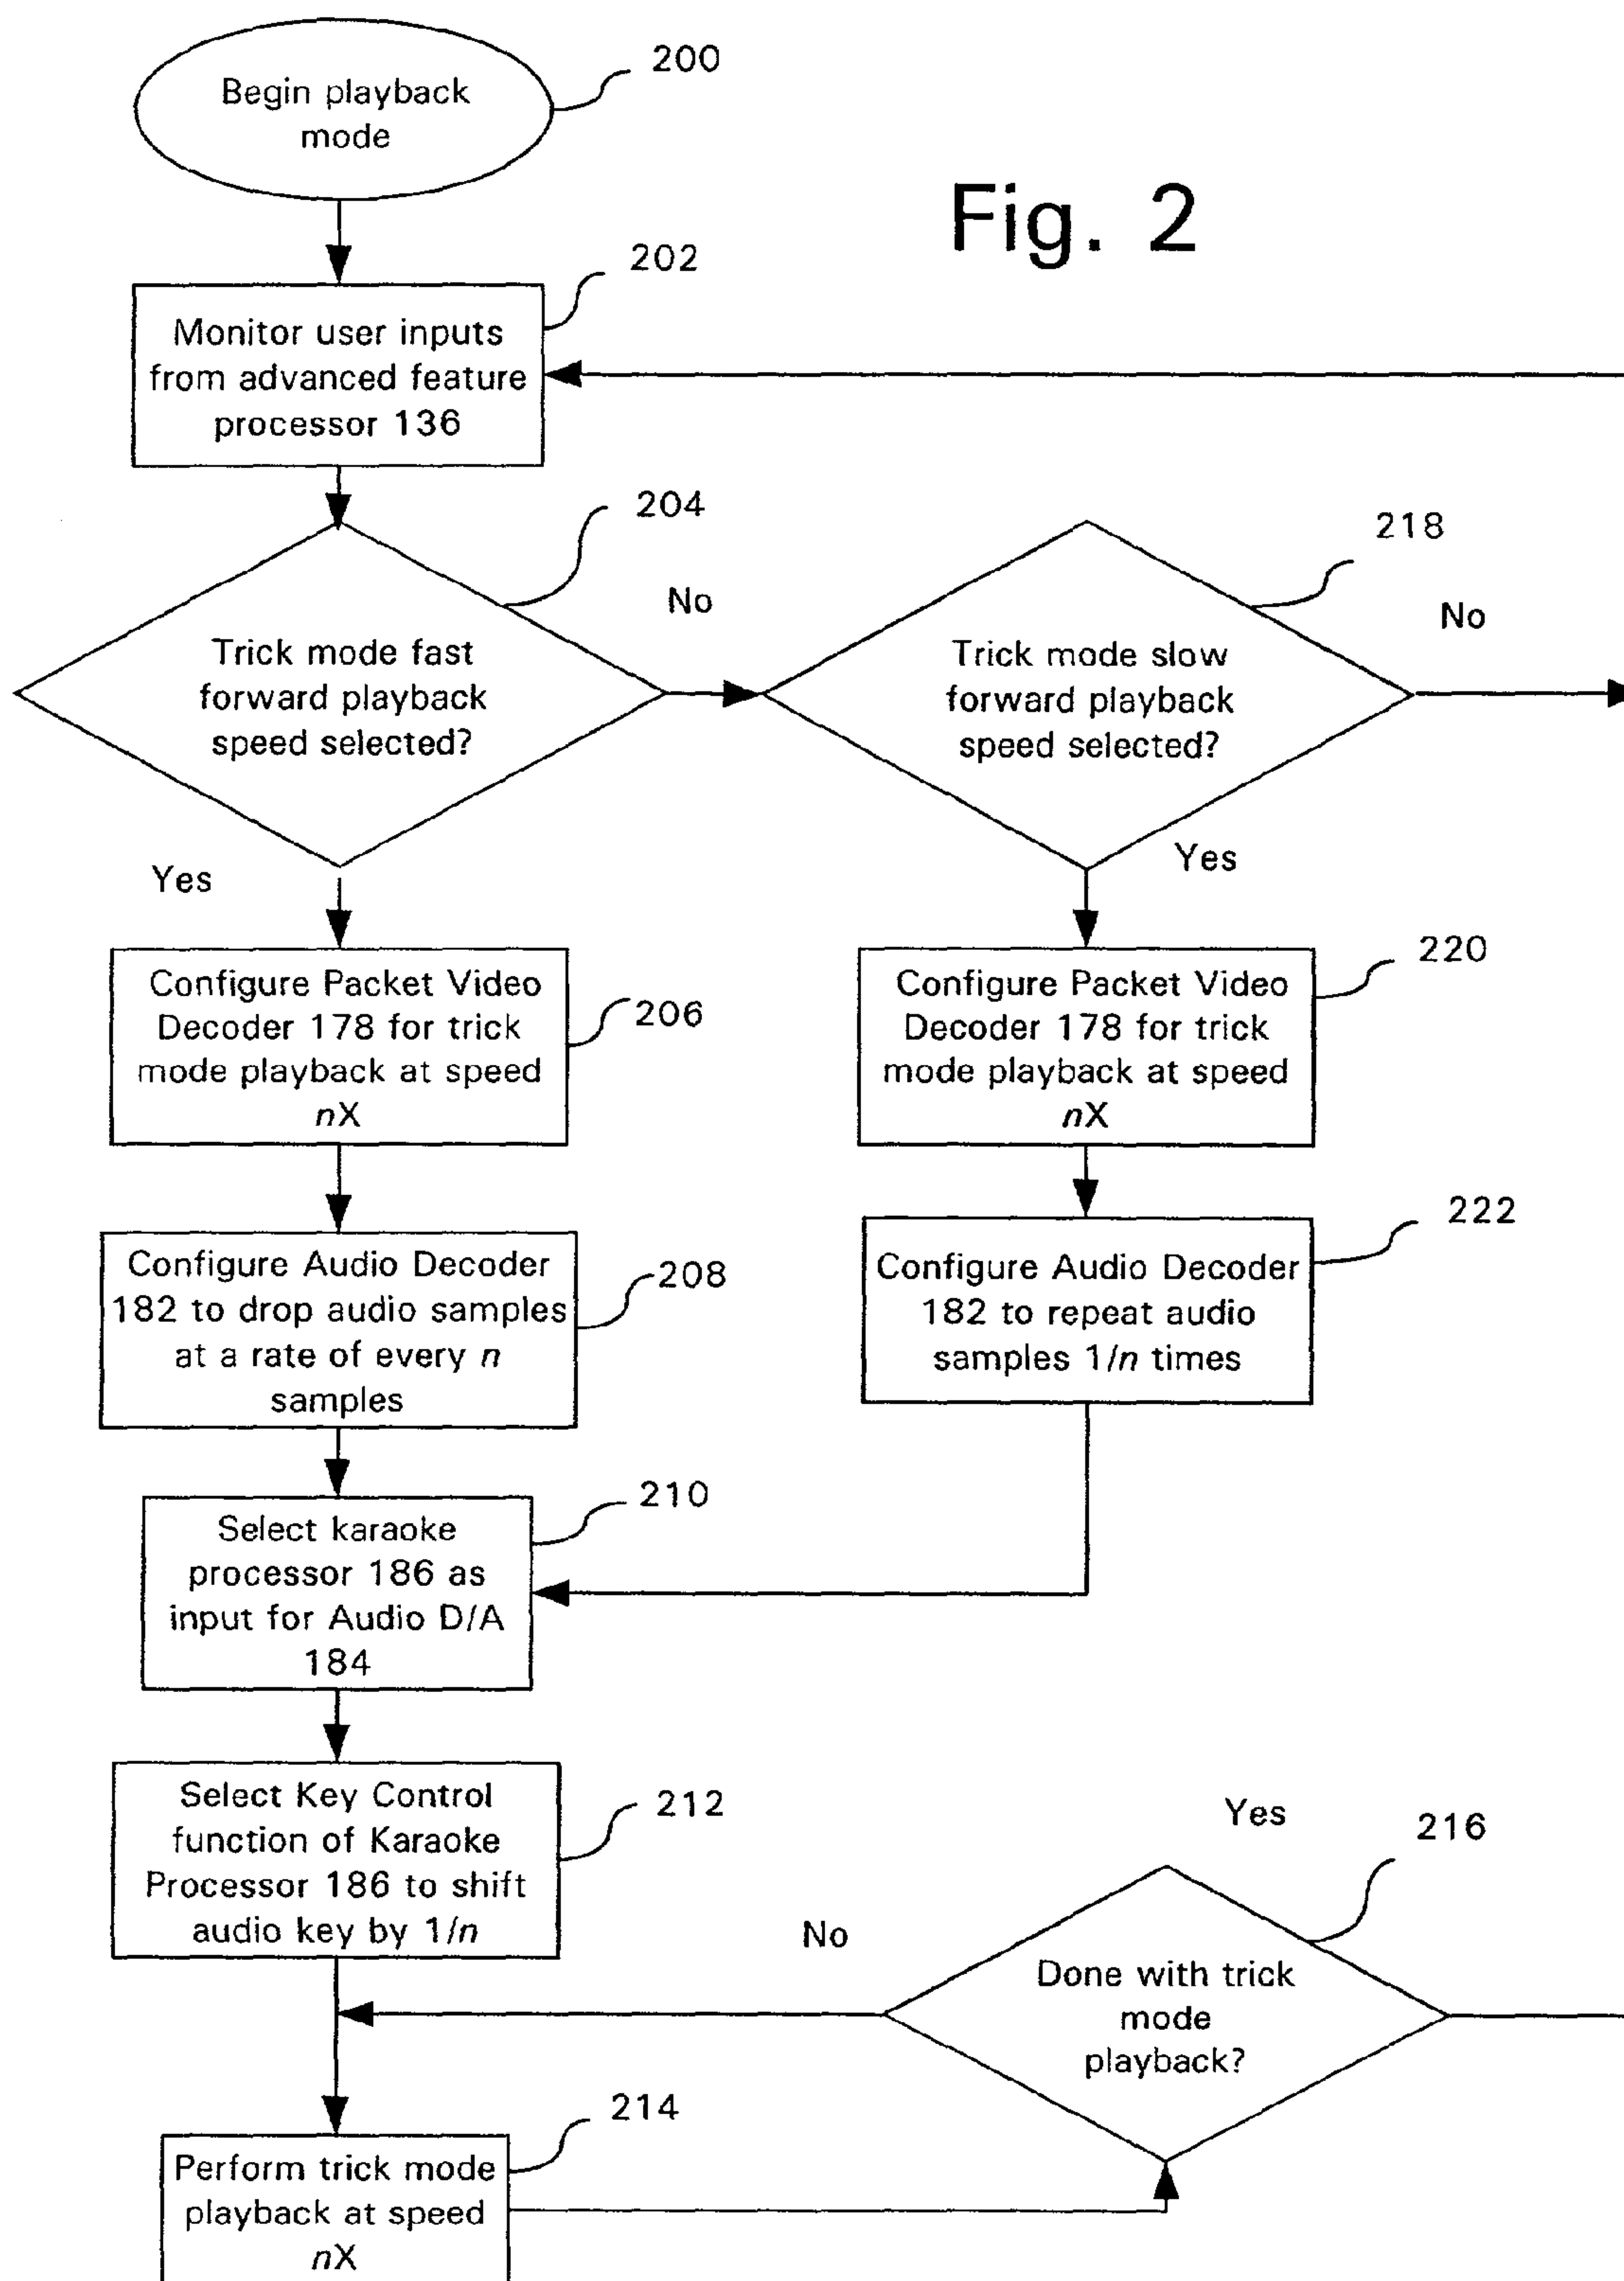 Begin playback
mode
200
Fig. 2
202
Monitor user inputs
from advanced feature
processor 136
204
Trick mode fast
forward playback
speed selected?
No
218
Trick mode slow
forward playback
speed selected?
No
Yes
Yes
Configure Packet Video
Decoder 178 for trick
mode playback at speed
nX
206
Configure Packet Video
Decoder 178 for trick
mode playback at speed
nX
220
Configure Audio Decoder
182 to drop audio samples
at a rate of every n
samples
208
Configure Audio Decoder
182 to repeat audio
samples 1/n times
222
Select karaoke
processor 186 as
input for Audio D/A
184
210
Select Key Control
function of Karaoke
Processor 186 to shift
audio key by 1/n
212
Yes
216
No
Done with trick
mode
playback?
214
Perform trick mode
playback at speed
nX